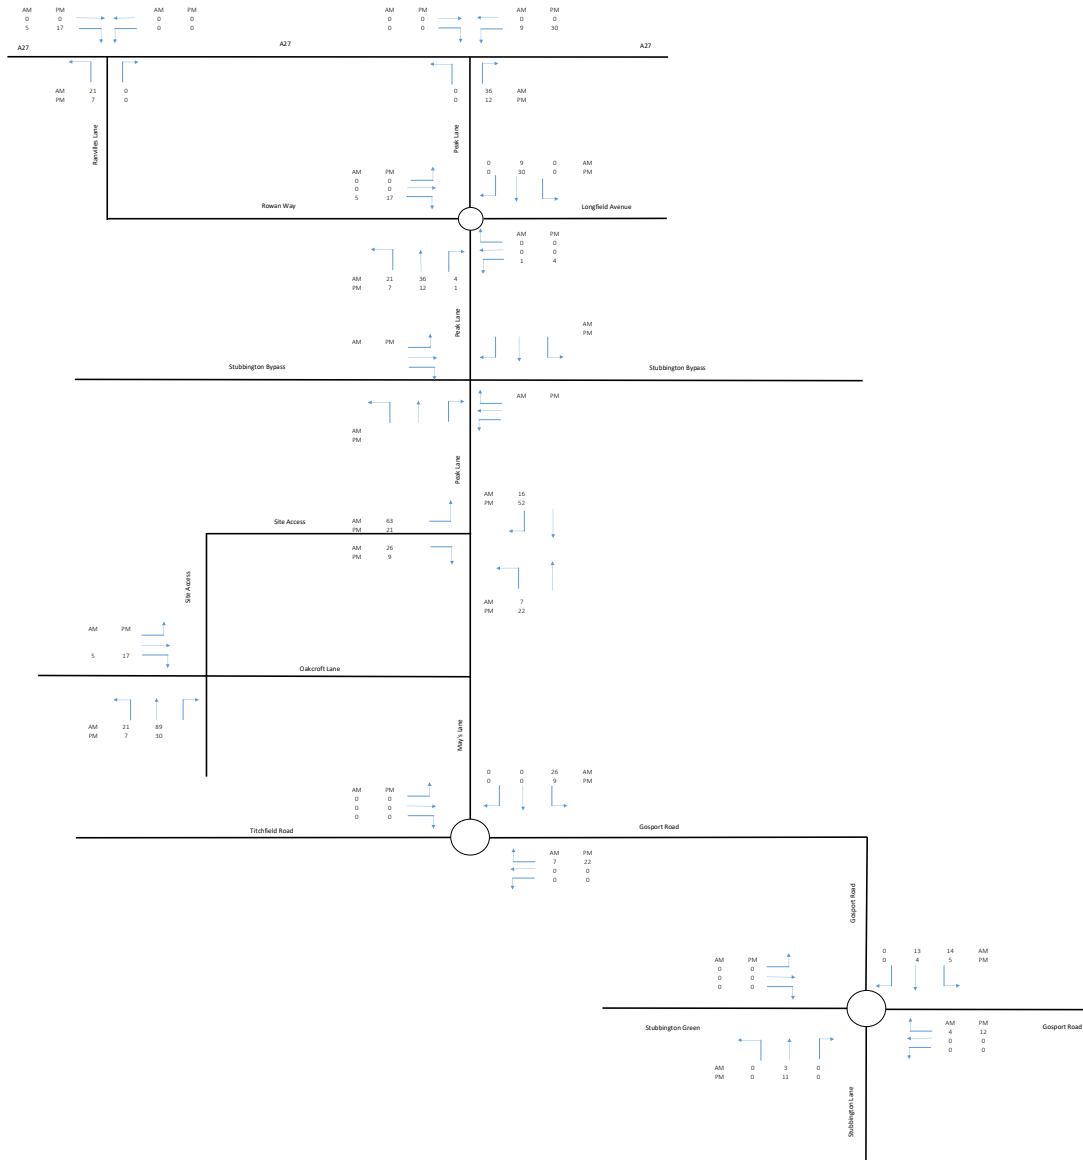 AM PM AM PM AM PM AM PM
0 0 0 0 0 0 0 0
5 17 0 0 0 0 9 30
A27 A27 A27
AM 21 0 0 36 AM
PM 7 0 0 12 PM
Ranvilles Lane
Peak Lane
0 9 0 AM
0 30 0 PM
AM PM
0 0
0 0
5 17
Rowan Way
Longfield Avenue
AM PM
0 0
0 0
1 4
AM 21 36 4
PM 7 12 1
Peak Lane
AM
PM
AM PM
Stubbington Bypass Stubbington Bypass
AM PM
AM
PM
Peak Lane
AM 16
PM 52
Site Access
AM 63
PM 21
AM 26
PM 9
Site Access
AM 7
PM 22
AM PM
5 17
Oakcroft Lane
AM 21 89
PM 7 30
May's Lane
0 0 26 AM
0 0 9 PM
AM PM
0 0
0 0
0 0
Titchfield Road
Gosport Road
AM PM
7 22
0 0
0 0
Gosport Road
0 13 14 AM
0 4 5 PM
AM PM
0 0
0 0
0 0
Stubbington Green
Gosport Road
AM PM
4 12
0 0
0 0
AM 0 3 0
PM 0 11 0
Stubbington Lane